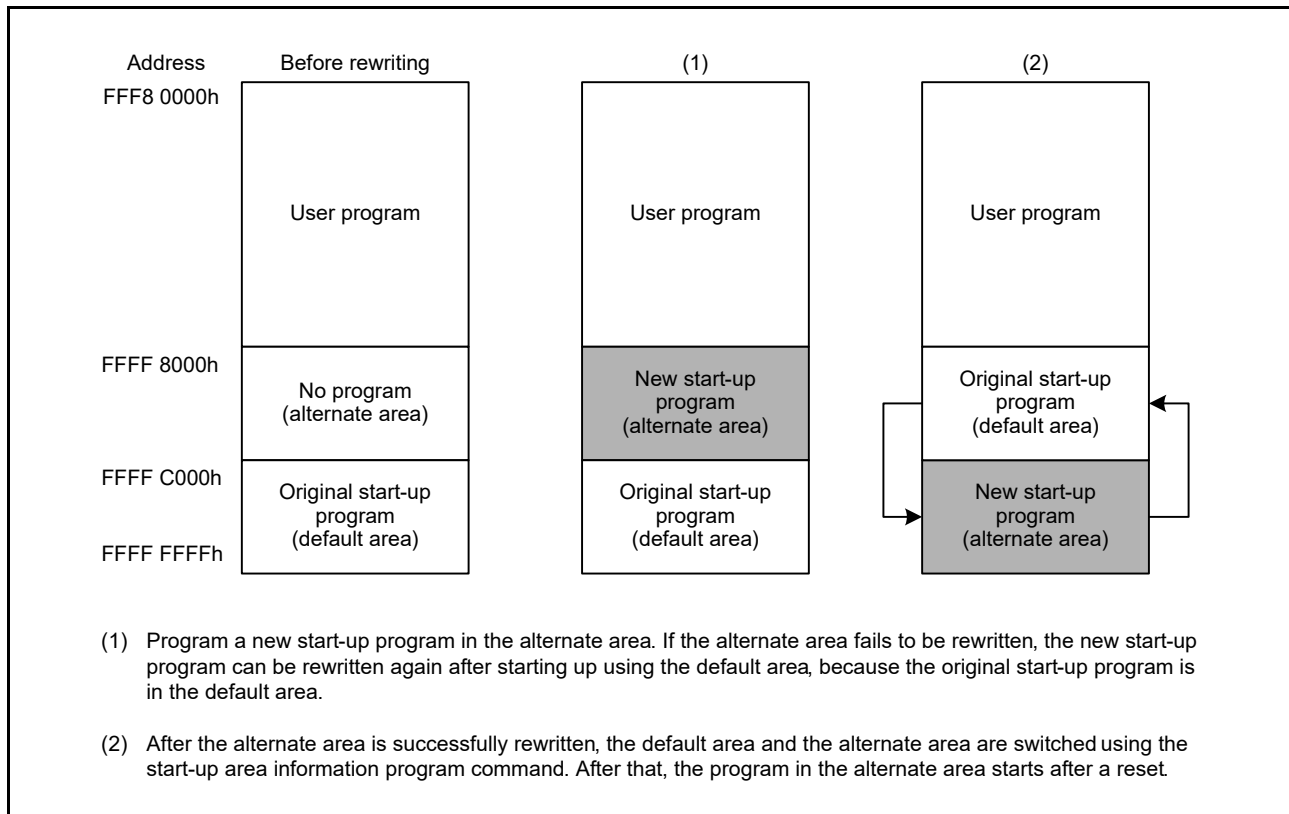 Address
Before rewriting
(1)
(2)
FFF8 0000h
User program
User program
User program
FFFF 8000h
No program
(alternate area)
New start-up
program
(alternate area)
Original start-up
program
(default area)
FFFF C000h
Original start-up
program
(default area)
Original start-up
program
(default area)
New start-up
program
(alternate area)
FFFF FFFFh
(1) Program a new start-up program in the alternate area. If the alternate area fails to be rewritten, the new start-up
program can be rewritten again after starting up using the default area, because the original start-up program is
in the default area.
(2) After the alternate area is successfully rewritten, the default area and the alternate area are switched using the
start-up area information program command. After that, the program in the alternate area starts after a reset.